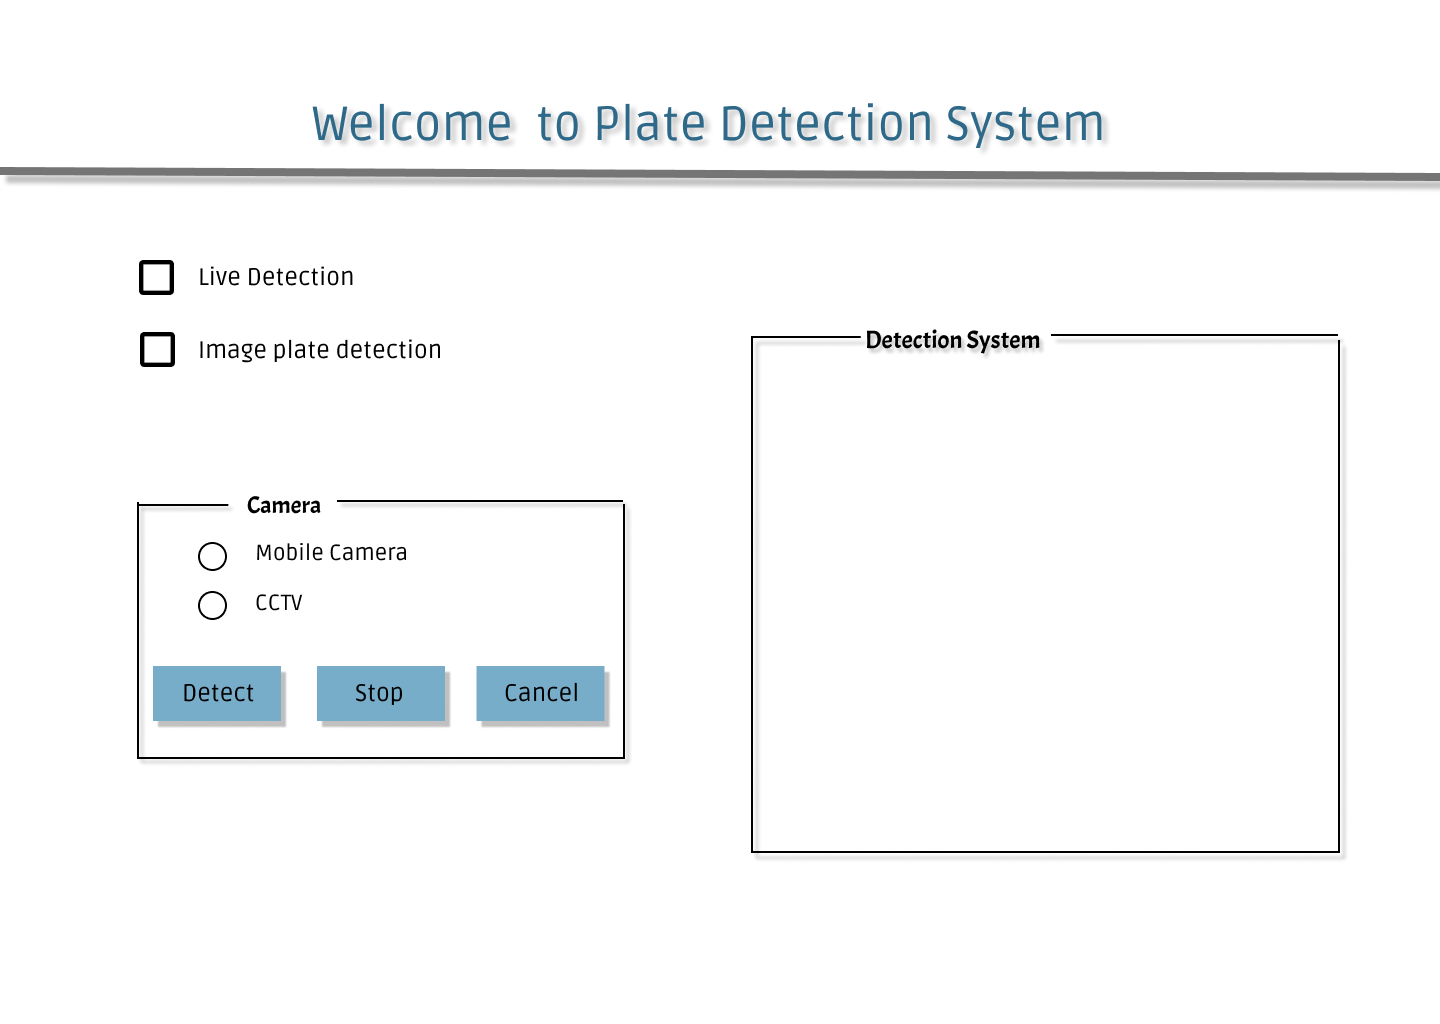 Welcome to Plate Detection System
Live Detection
Image plate detection
Detection System
Camera
Mobile Camera
CCTV
Detect
Stop
Cancel